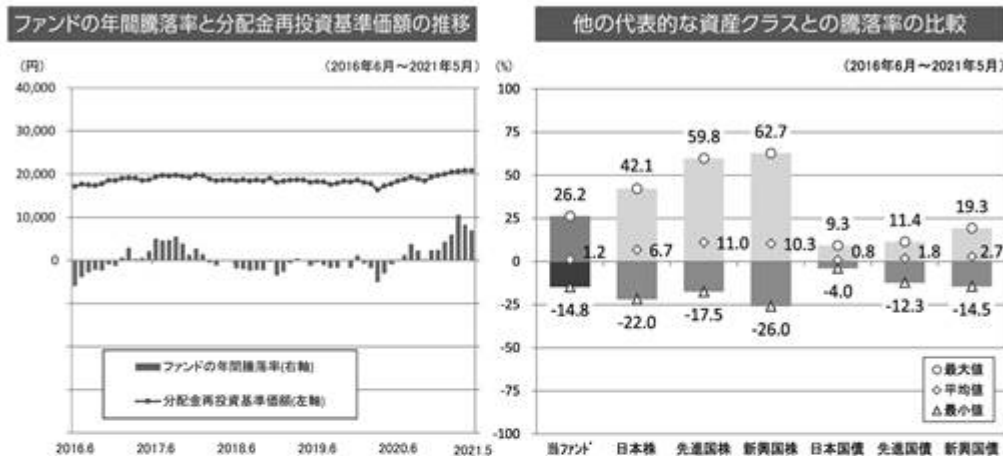 ファンドの年間騰落率と分配金再投資基準価額の推移
(円)
(2016年6月～2021年5月)
40,000
30,000
20,000
10,000
0
ファンドの年間騰落率(右軸)
分配金再投資基準価額(左軸)
2016.6 2017.6 2018.6 2019.6 2020.6 2021.5
他の代表的な資産クラスとの騰落率の比較
(%)
(2016年6月～2021年5月)
100
75
50
25
0
-25
-50
-75
-100
26.2 42.1 59.8 62.7 9.3 11.4 19.3
1.2 6.7 11.0 10.3 0.8 1.8 2.7
-14.8 -22.0 -17.5 -26.0 -4.0 -12.3 -14.5
最大値
平均値
最小値
当ファンド 日本株 先進国株 新興国株 日本国債 先進国債 新興国債